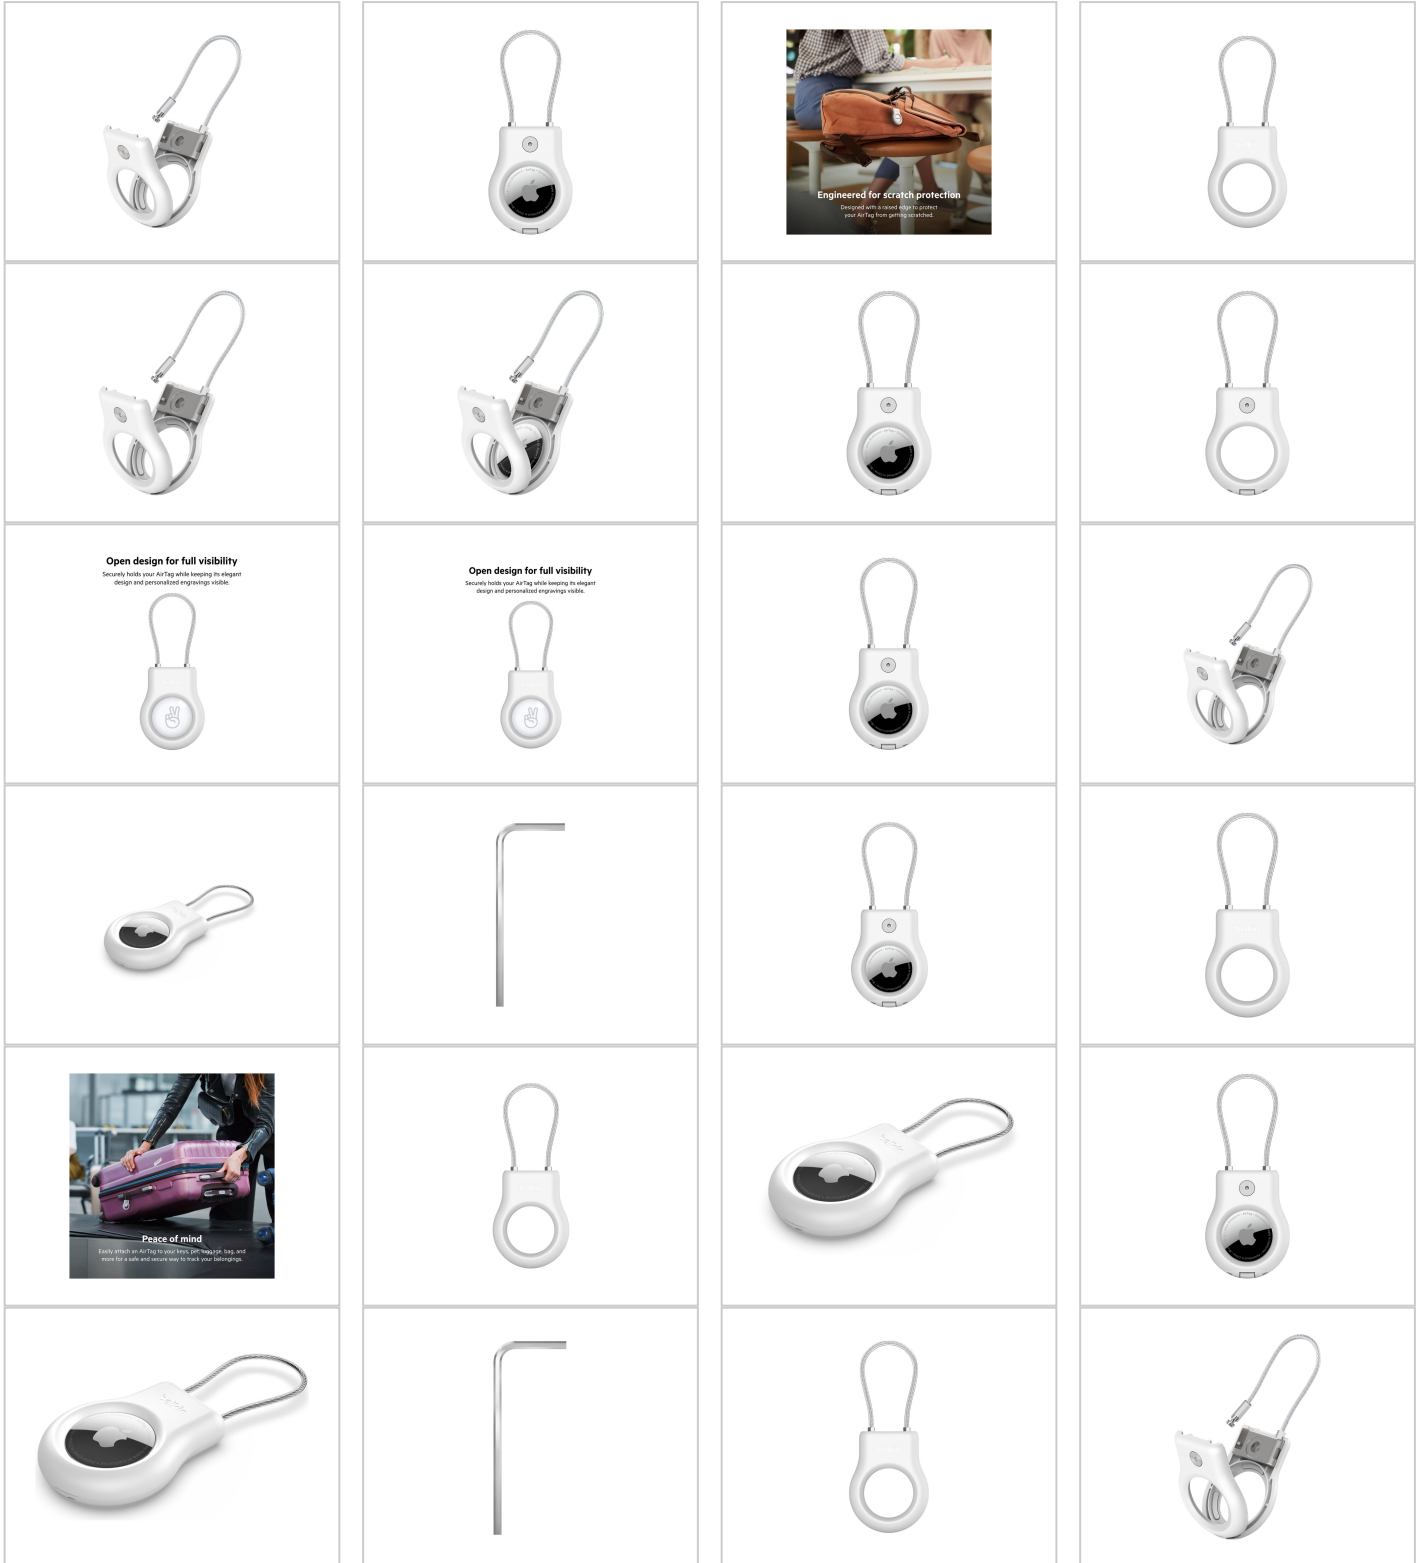 Engineered for scratch protection
Designed with a raised edge to protect
your AirTag from getting scratched.
Open design for full visibility
Securely holds your AirTag while keeping its elegant
design and personalized engravings visible.
Open design for full visibility
Securely holds your AirTag while keeping its elegant
design and personalized engravings visible.
Peace of mind
Easily attach an AirTag to your keys, pet, luggage, bag, and
more for a safe and secure way to track your belongings.